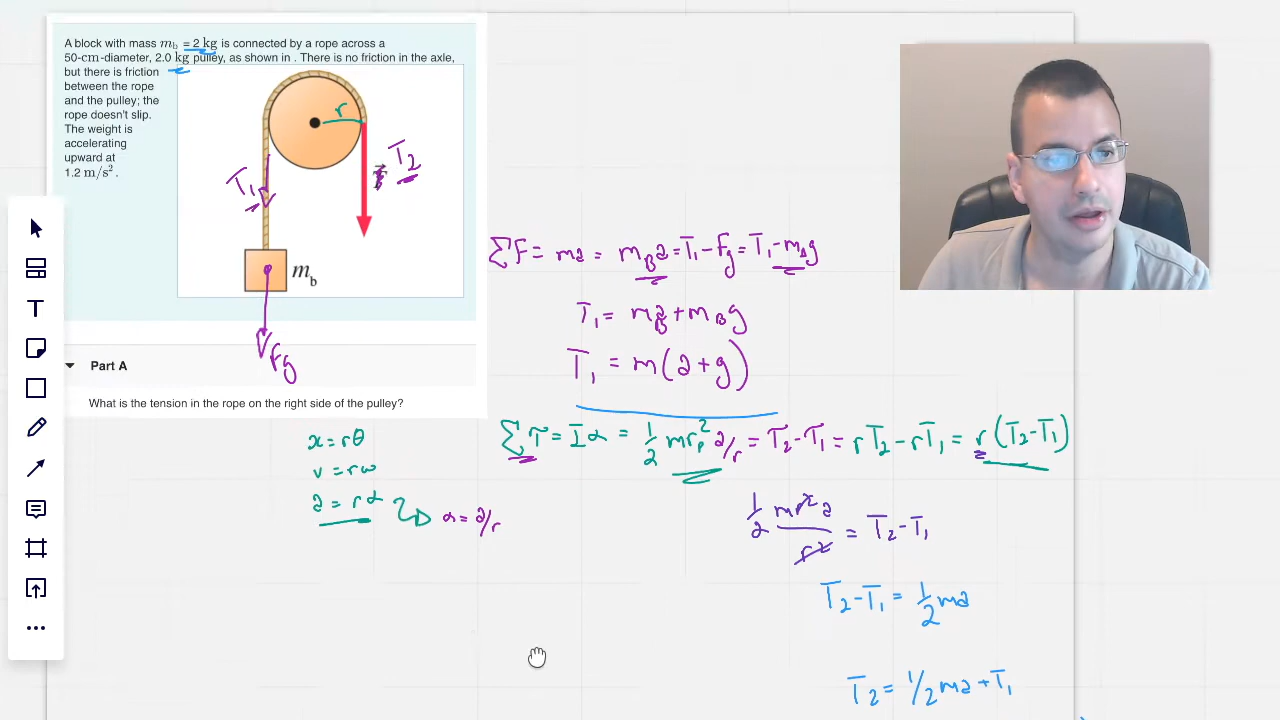 A block with mass m_b = 2 kg is connected by a rope across a
50-cm-diameter, 2.0 kg pulley, as shown in . There is no friction in the axle,
but there is friction
between the rope
and the pulley; the
rope doesn't slip.
The weight is
accelerating
upward at
1.2 m/s².
r
T₂
T₁
m_b
Fg
Part A
What is the tension in the rope on the right side of the pulley?
ΣF = ma = m_B a = T₁ - Fg = T₁ - m_B g
T₁ = m_B a + m_B g
T₁ = m(a+g)
Στ = Iα = 1/2 m r_p² a/r = τ₂ - τ₁ = rT₂ - rT₁ = r(T₂-T₁)
x = rθ
v = rω
a = rα
α = a/r
1/2 mr²a/r² = T₂ - T₁
T₂ - T₁ = 1/2 ma
T₂ = 1/2 ma + T₁